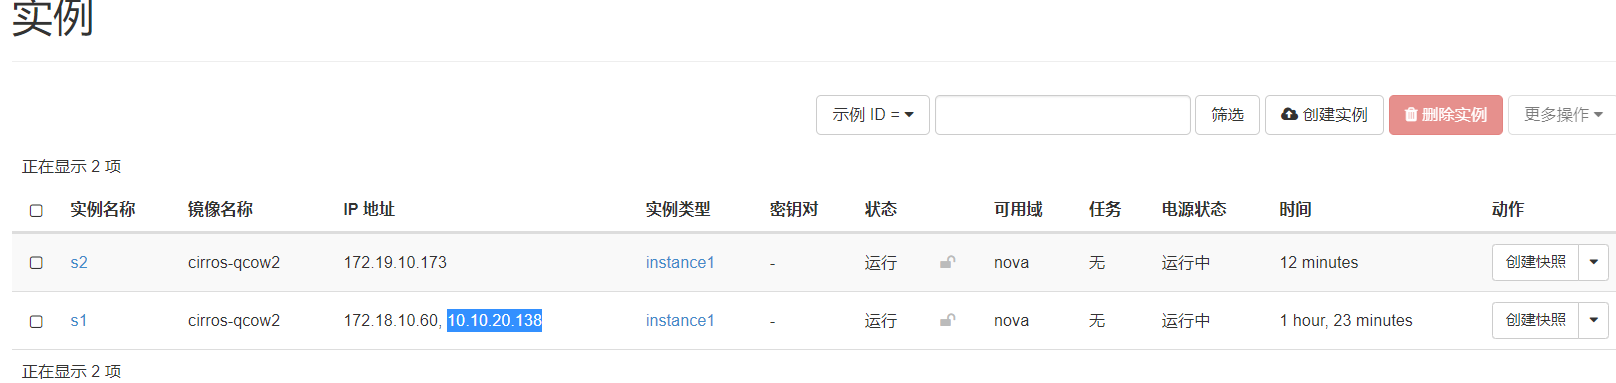 实例
示例 ID = 筛选 创建实例 删除实例 更多操作
正在显示 2 项
实例名称 镜像名称 IP 地址 实例类型 密钥对 状态 可用域 任务 电源状态 时间 动作
s2 cirros-qcow2 172.19.10.173 instance1 - 运行 nova 无 运行中 12 minutes 创建快照
s1 cirros-qcow2 172.18.10.60, 10.10.20.138 instance1 - 运行 nova 无 运行中 1 hour, 23 minutes 创建快照
正在显示 2 项